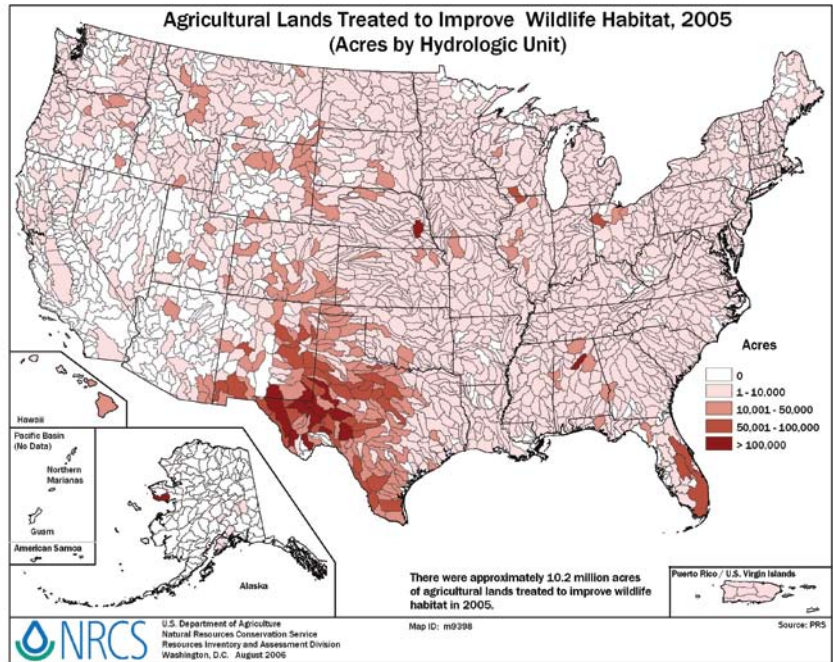 Agricultural Lands Treated to Improve Wildlife Habitat, 2005
(Acres by Hydrologic Unit)
Acres
0
1 - 10,000
10,001 - 50,000
50,001 - 100,000
> 100,000
Hawaii
Pacific Basin
(No Data)
Northern
Marianas
Guam
American Samoa
Alaska
There were approximately 10.2 million acres
of agricultural lands treated to improve wildlife
habitat in 2005.
Puerto Rico / U.S. Virgin Islands
NRCS
U.S. Department of Agriculture
Natural Resources Conservation Service
Resources Inventory and Assessment Division
Washington, D.C. August 2006
Map ID: m9398
Source: PRS